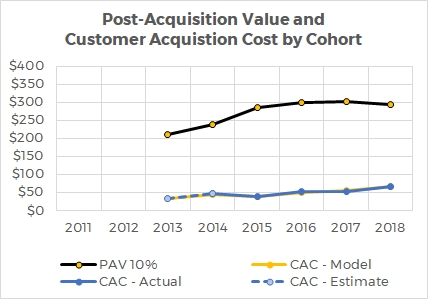 Post-Acquisition Value and
Customer Acquistion Cost by Cohort
$400
$350
$300
$250
$200
$150
$100
$50
$0
2011 2012 2013 2014 2015 2016 2017 2018
PAV 10% CAC - Model
CAC - Actual CAC - Estimate